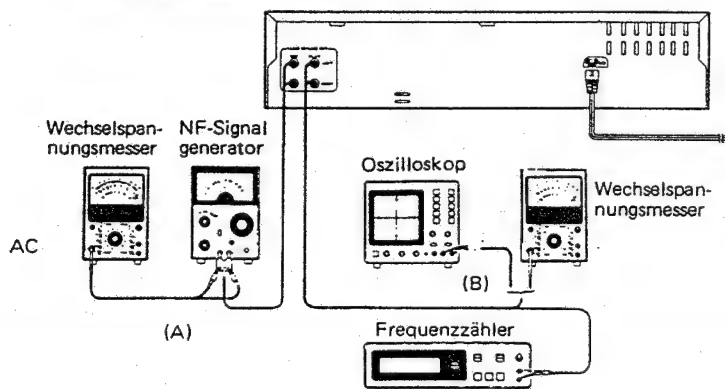 Wechselspan-
nungsmesser
NF-Signal
generator
Oszilloskop
Wechselspan-
nungsmesser
AC
(A)
(B)
Frequenzzähler